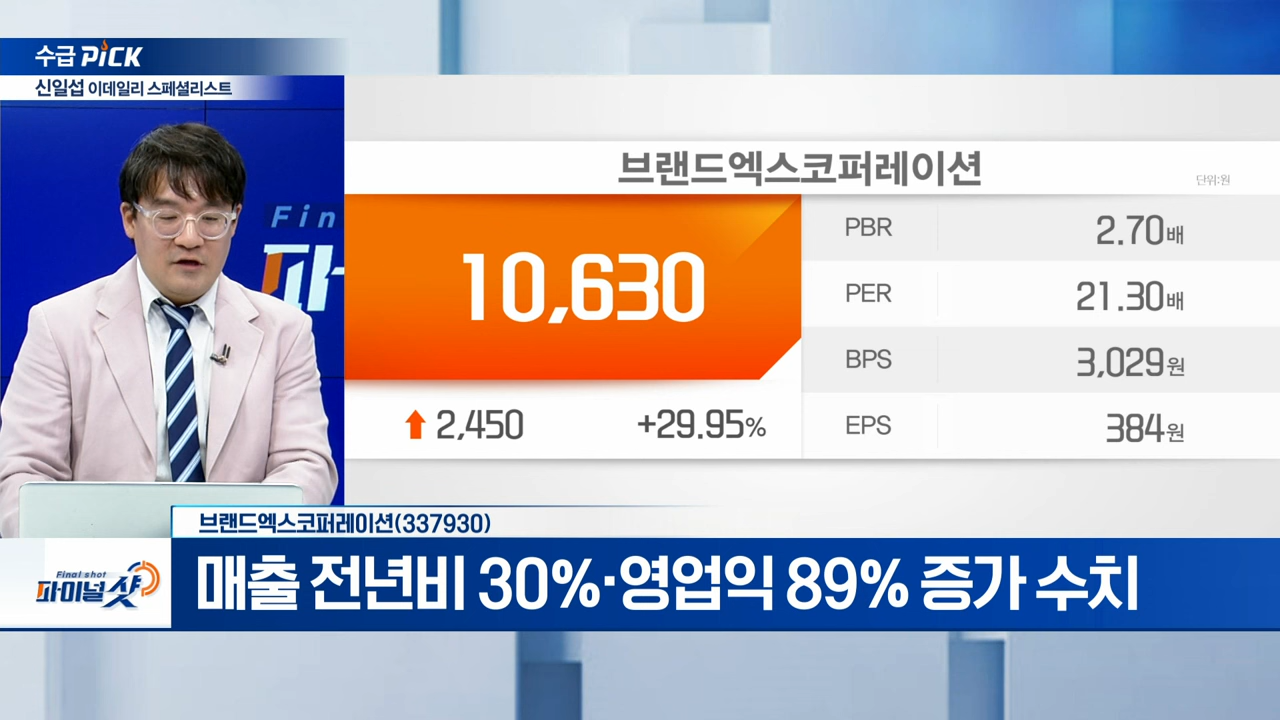 수급 PiCK
신일섭 이데일리 스페셜리스트
Fin
파
브랜드엑스코퍼레이션
단위:원
10,630
2,450 +29.95%
PBR 2.70배
PER 21.30배
BPS 3,029원
EPS 384원
브랜드엑스코퍼레이션(337930)
Final shot
파이널샷
매출 전년비 30%·영업익 89% 증가 수치